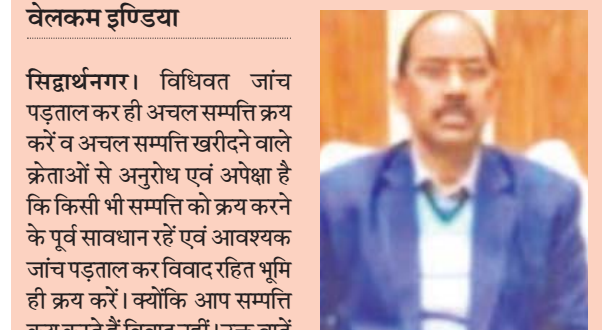 वेलकम इण्डिया
सिद्वार्थनगर। विधिवत जांच
पड़ताल कर ही अचल सम्पत्ति क्रय
करें व अचल सम्पत्ति खरीदने वाले
क्रेताओं से अनुरोध एवं अपेक्षा है
कि किसी भी सम्पत्ति को क्रय करने
के पूर्व सावधान रहें एवं आवश्यक
जांच पड़ताल कर विवाद रहित भूमि
ही क्रय करें। क्योंकि आप सम्पत्ति